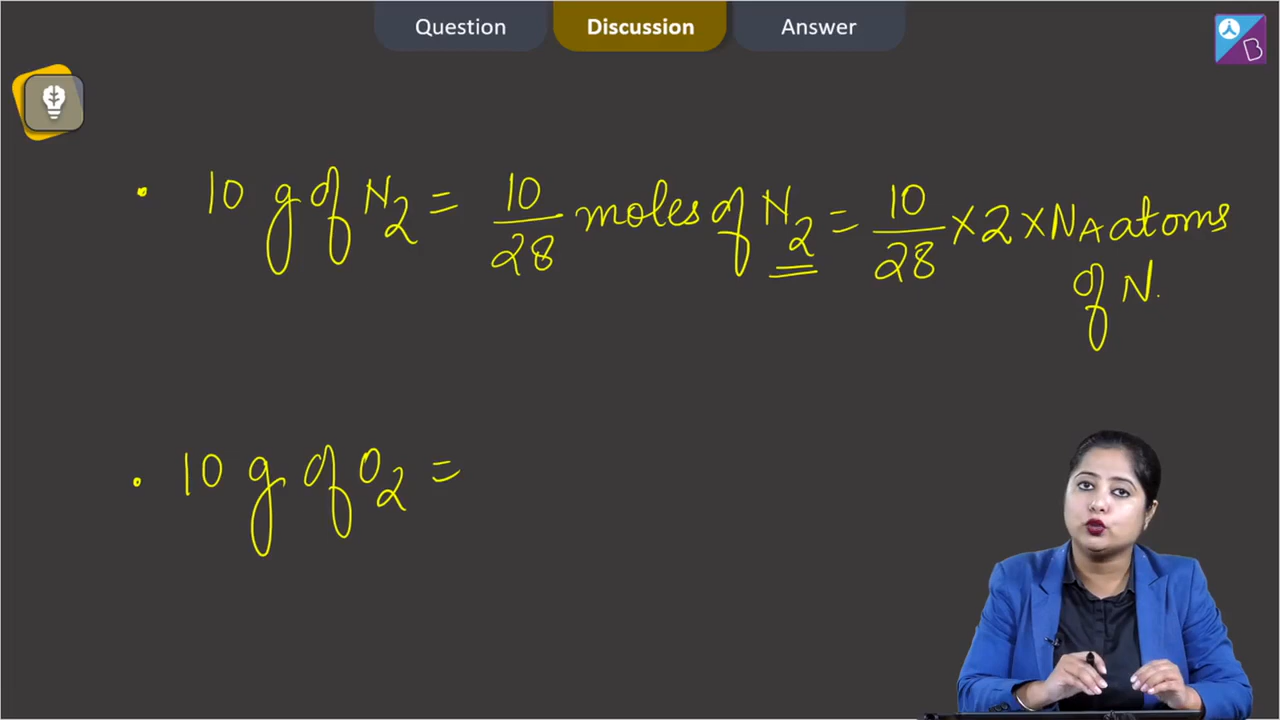 Question Discussion Answer
B
• 10 g of N2 = 10/28 moles of N2 = 10/28 × 2 × NA atoms
of N.
• 10 g of O2 =